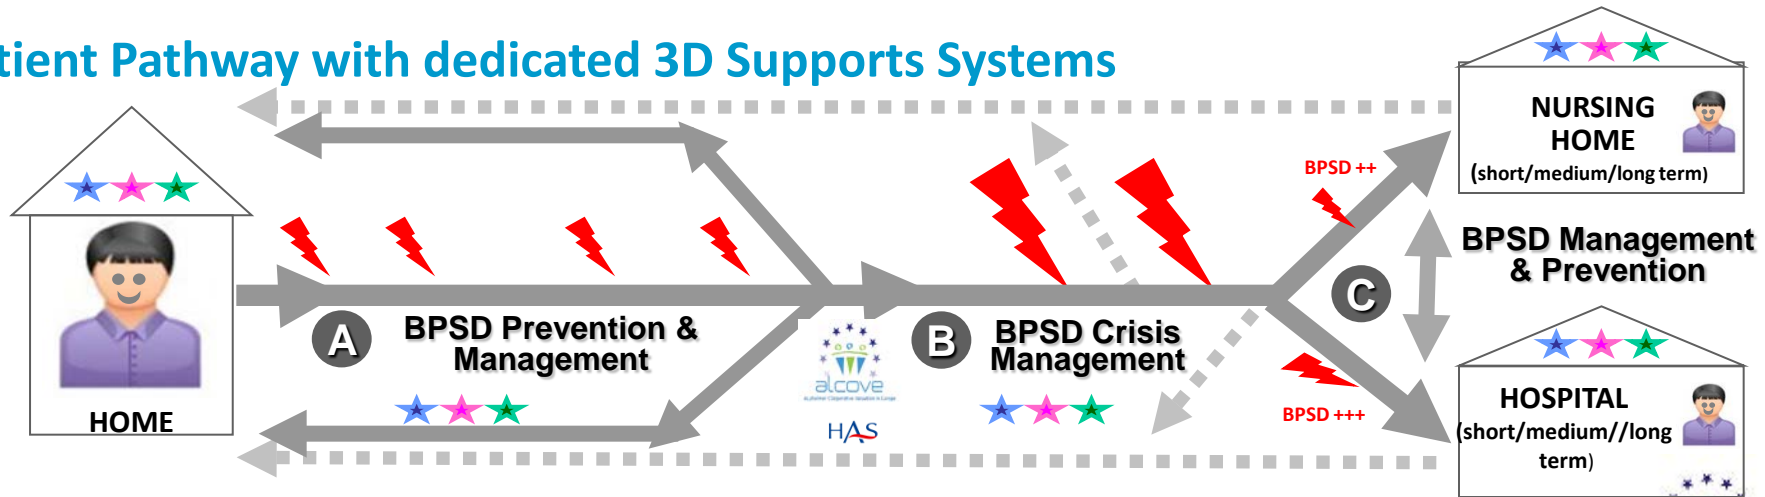 tient Pathway with dedicated 3D Supports Systems
NURSING
HOME
(short/medium/long term)
BPSD ++
BPSD Management
& Prevention
A
BPSD Prevention &
Management
B
BPSD Crisis
Management
C
alcove
HAS
HOME
BPSD +++
HOSPITAL
(short/medium//long
term)